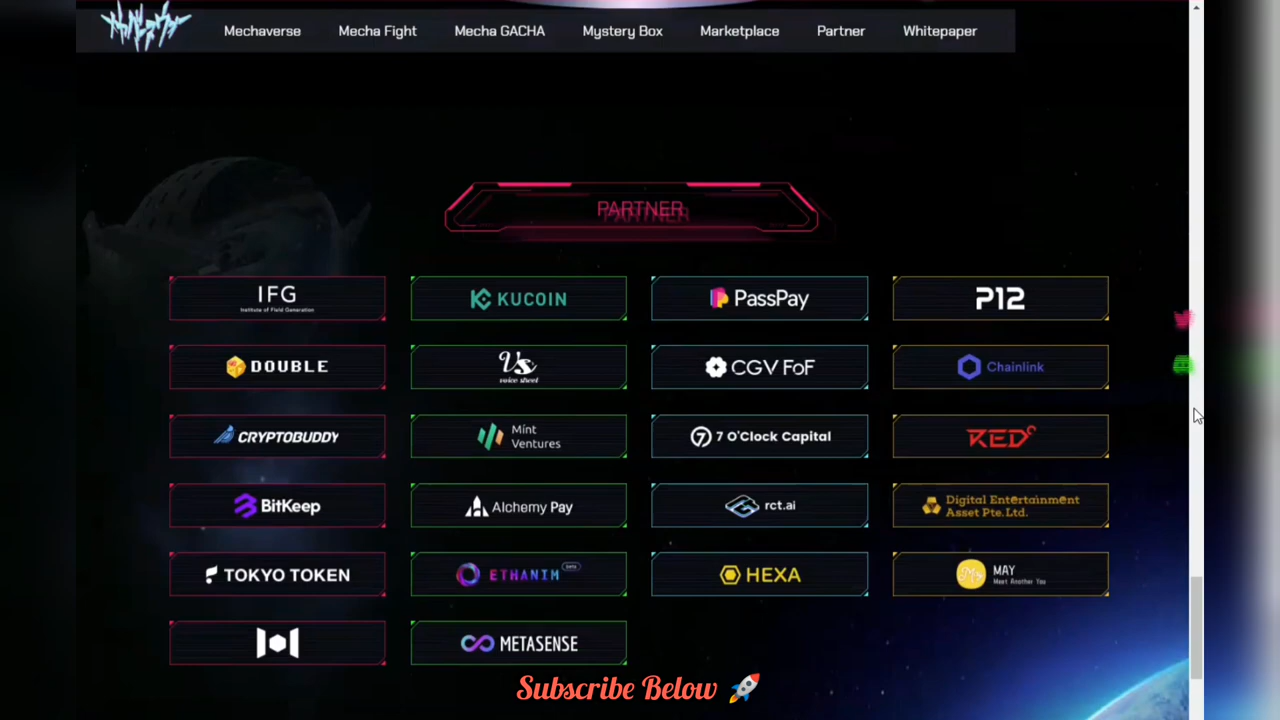 Mechaverse Mecha Fight Mecha GACHA Mystery Box Marketplace Partner Whitepaper
PARTNER
IFG
Institute of Field Generation
KUCOIN
PassPay
P12
DOUBLE
Vs
voice sheet
CGV FoF
Chainlink
CRYPTOBUDDY
Mint
Ventures
7 O'Clock Capital
RED
BitKeep
Alchemy Pay
rct.ai
Digital Entertainment
Asset Pte.Ltd.
TOKYO TOKEN
ETHANIM beta
HEXA
MAY
Meet Another You
METASENSE
Subscribe Below 🚀